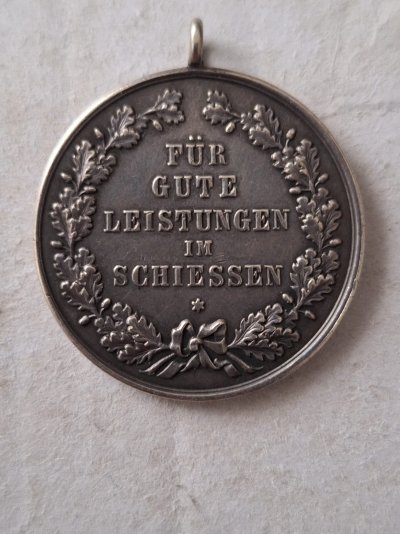 FÜR
GUTE
LEISTUNGEN
IM
SCHIESSEN